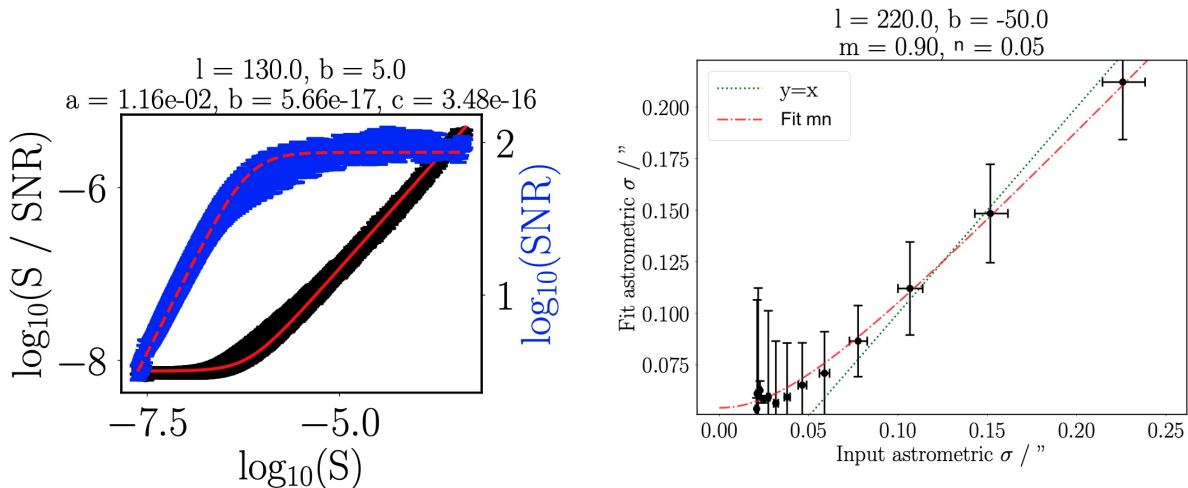 l = 130.0, b = 5.0
a = 1.16e-02, b = 5.66e-17, c = 3.48e-16
log₁₀(S / SNR)
−6
−8
2
1
log₁₀(SNR)
−7.5
−5.0
log₁₀(S)
l = 220.0, b = -50.0
m = 0.90, n = 0.05
y=x
Fit mn
Fit astrometric σ / ”
0.200
0.175
0.150
0.125
0.100
0.075
0.00
0.05
0.10
0.15
0.20
0.25
Input astrometric σ / ”